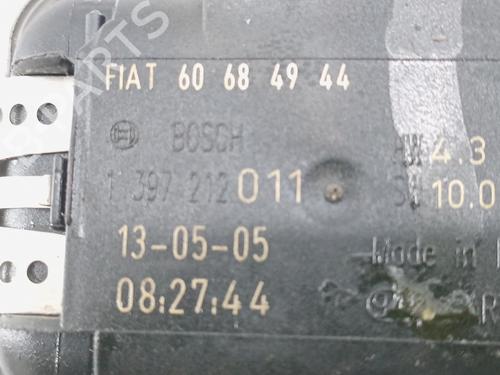 FIAT 60 68 49 44
BOSCH
1 397 212 011
HW 4.3
SW 10.0
13-05-05
Made in
08:27:44
R
PARTS